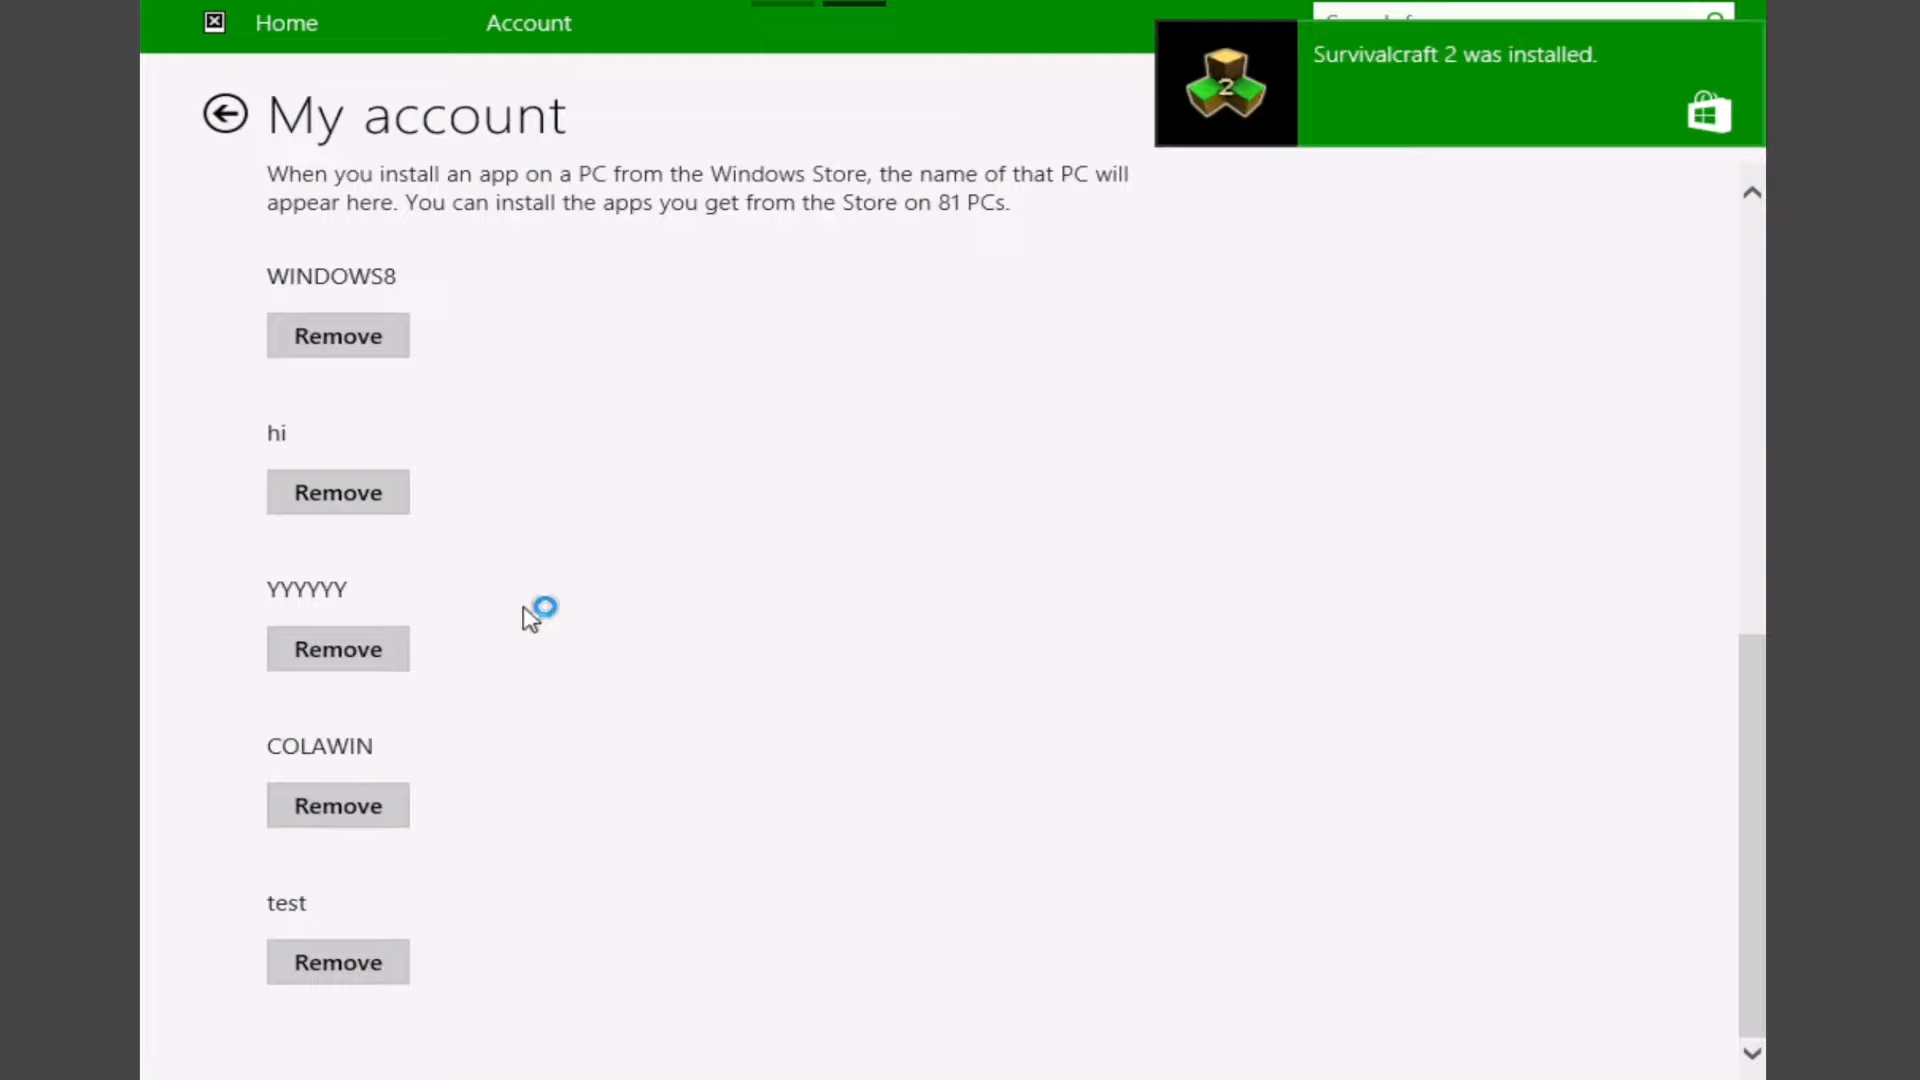 Home
Account
Survivalcraft 2 was installed.
2
My account
When you install an app on a PC from the Windows Store, the name of that PC will
appear here. You can install the apps you get from the Store on 81 PCs.
WINDOWS8
Remove
hi
Remove
YYYYYY
Remove
COLAWIN
Remove
test
Remove